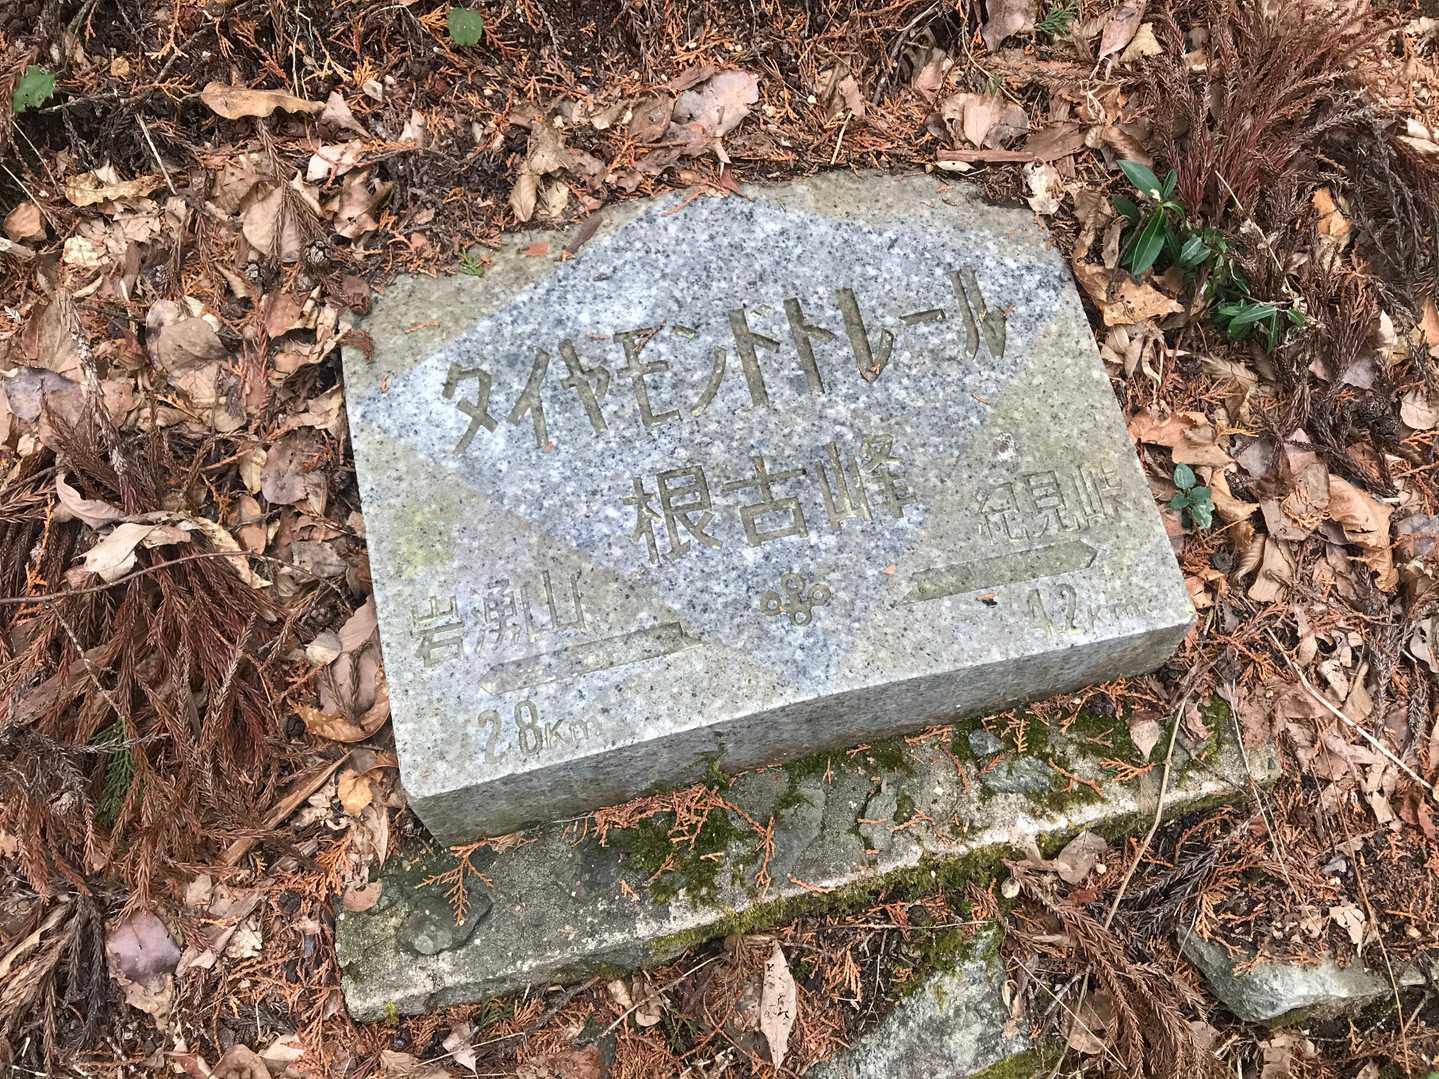 ダイヤモンドトレール
根古峰
紀見峠
1.2Km
岩湧山
2.8Km